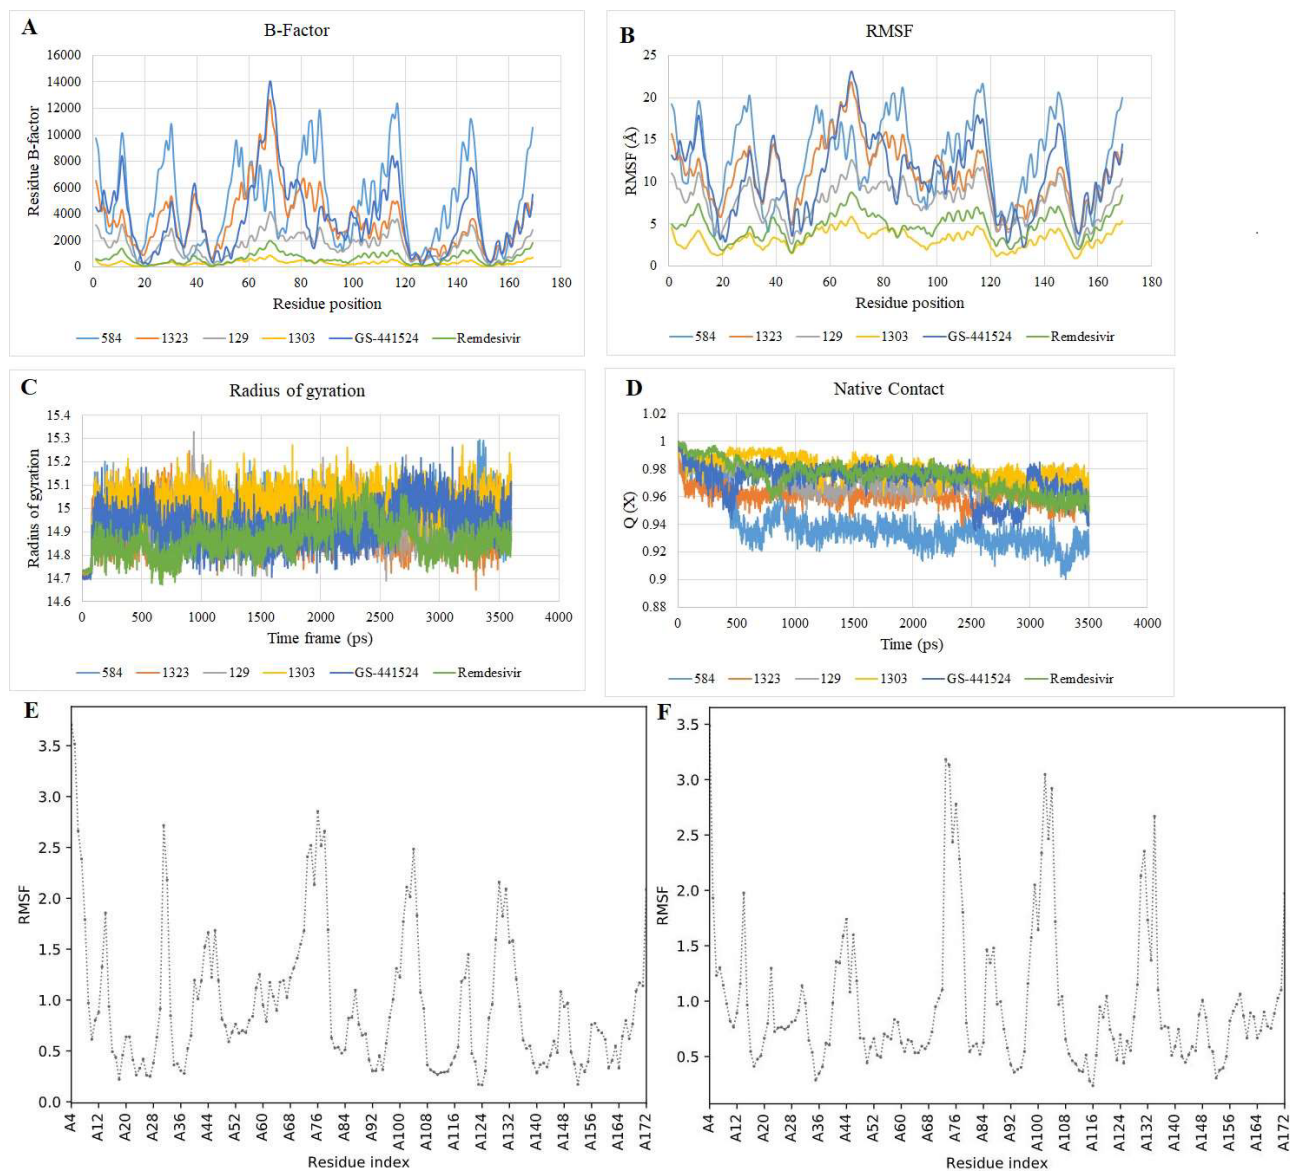 A
B-Factor
16000
14000
12000
10000
8000
6000
4000
2000
0
Residue B-factor
0 20 40 60 80 100 120 140 160 180
Residue position
584 1323 129 1303 GS-441524 Remdesivir
B
RMSF
25
20
15
10
5
0
RMSF (Å)
0 20 40 60 80 100 120 140 160 180
Residue position
584 1323 129 1303 GS-441524 Remdesivir
C
Radius of gyration
15.4
15.3
15.2
15.1
15
14.9
14.8
14.7
14.6
Radius of gyration
0 500 1000 1500 2000 2500 3000 3500 4000
Time frame (ps)
584 1323 129 1303 GS-441524 Remdesivir
D
Native Contact
1.02
1
0.98
0.96
0.94
0.92
0.9
0.88
Q (X)
0 500 1000 1500 2000 2500 3000 3500 4000
Time (ps)
584 1323 129 1303 GS-441524 Remdesivir
E
3.5
3.0
2.5
2.0
1.5
1.0
0.5
0.0
RMSF
A4 A12 A20 A28 A36 A44 A52 A60 A68 A76 A84 A92 A100 A108 A116 A124 A132 A140 A148 A156 A164 A172
Residue index
F
3.5
3.0
2.5
2.0
1.5
1.0
0.5
RMSF
A4 A12 A20 A28 A36 A44 A52 A60 A68 A76 A84 A92 A100 A108 A116 A124 A132 A140 A148 A156 A164 A172
Residue index